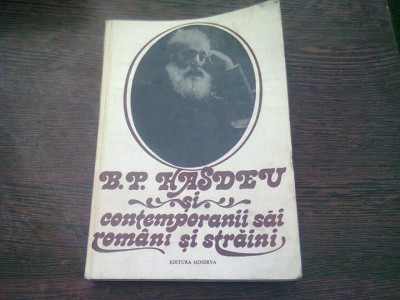 B.P. HASDEU
și
contemporanii săi
români și străini
EDITURA MINERVA